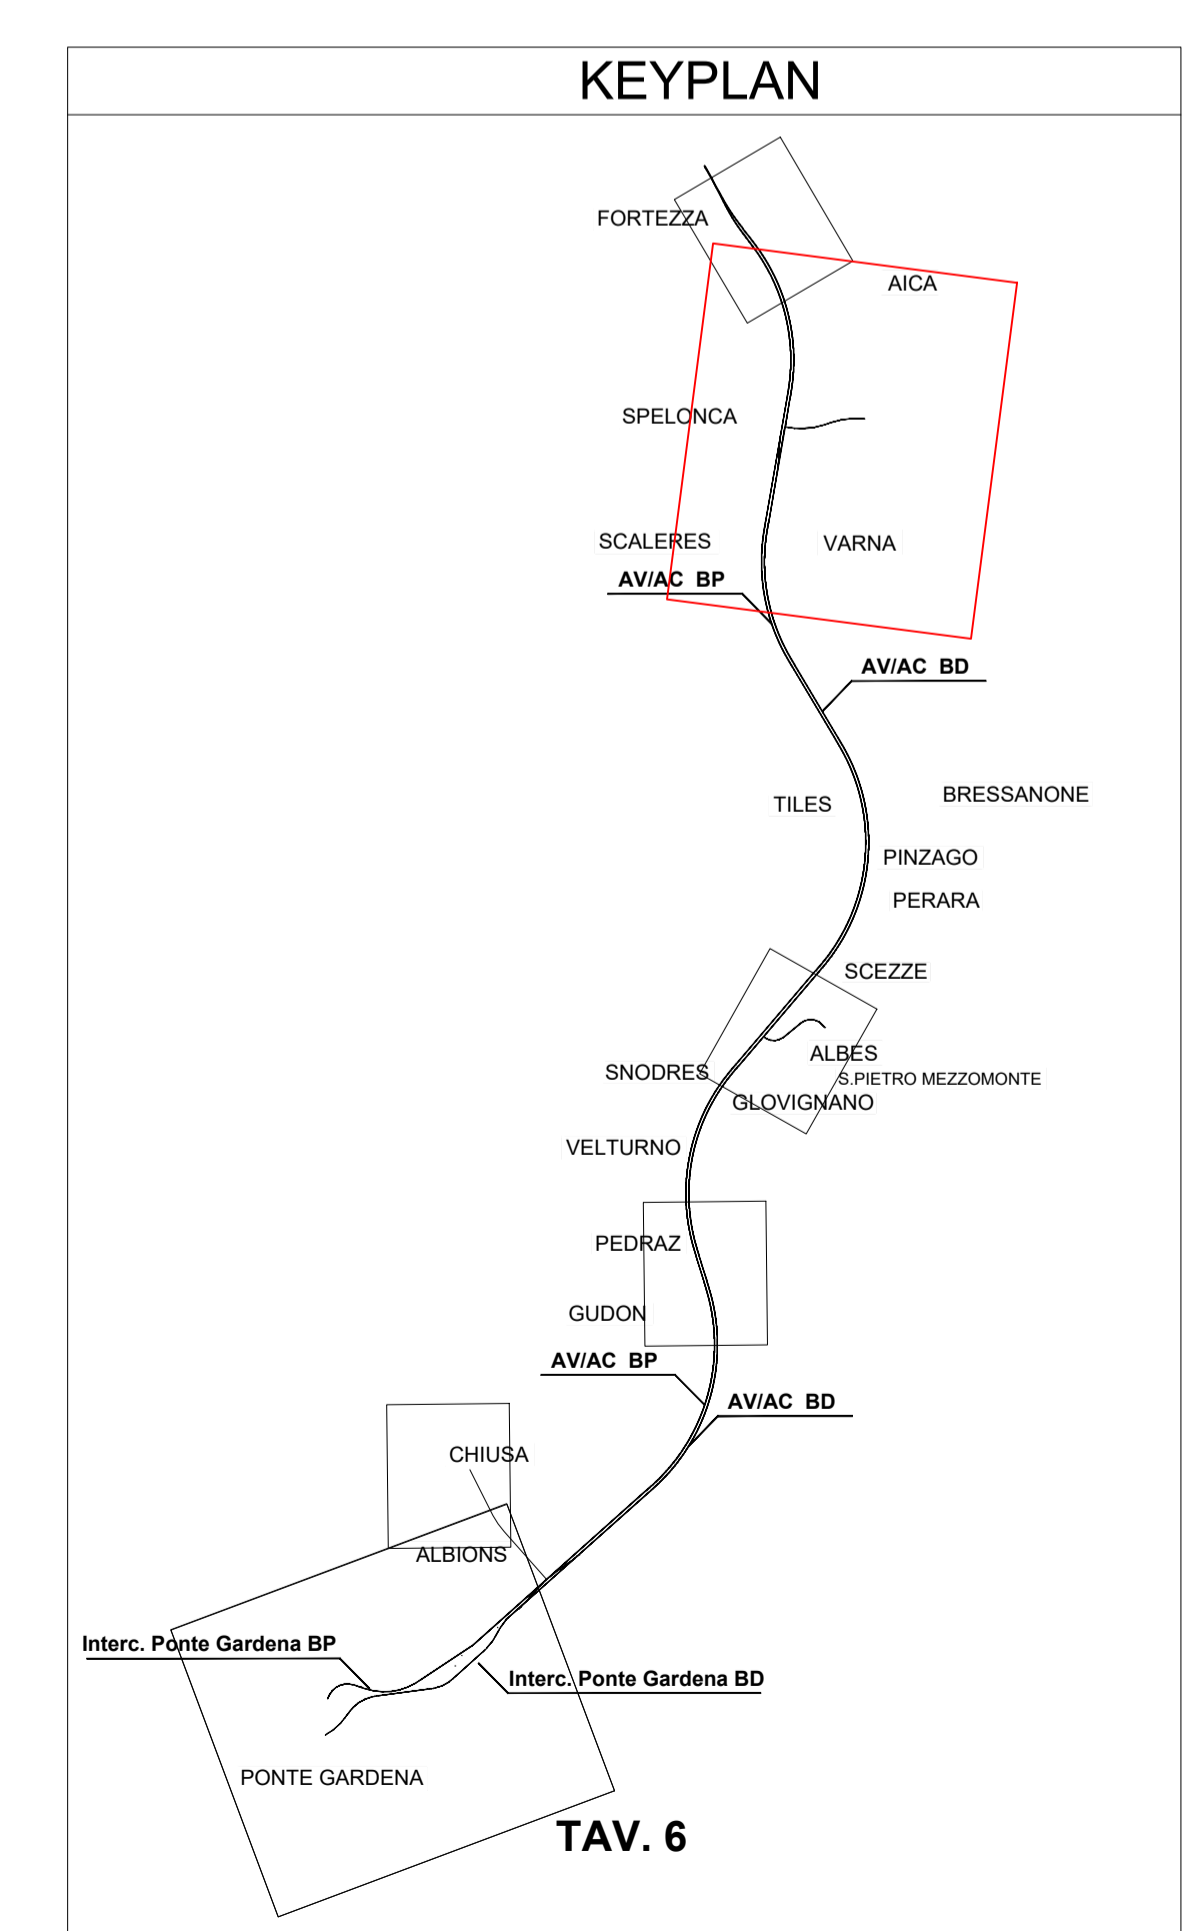 KEYPLAN
FORTEZZA
AICA
SPELONCA
SCALERES
VARNA
AV/AC BP
AV/AC BD
TILES
BRESSANONE
PINZAGO
PERARA
SCEZZE
ALBES
SNODRES
S.PIETRO MEZZOMONTE
GLOVIGNANO
VELTURNO
PEDRAZ
GUDON
AV/AC BP
AV/AC BD
CHIUSA
ALBIONS
Interc. Ponte Gardena BP
Interc. Ponte Gardena BD
PONTE GARDENA
TAV. 6